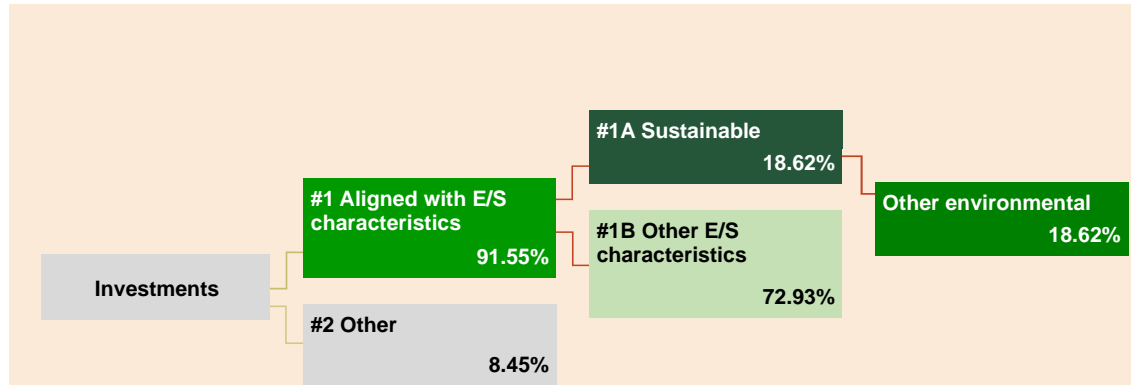 #1A Sustainable
18.62%
#1 Aligned with E/S
characteristics
91.55%
Other environmental
18.62%
#1B Other E/S
characteristics
72.93%
Investments
#2 Other
8.45%